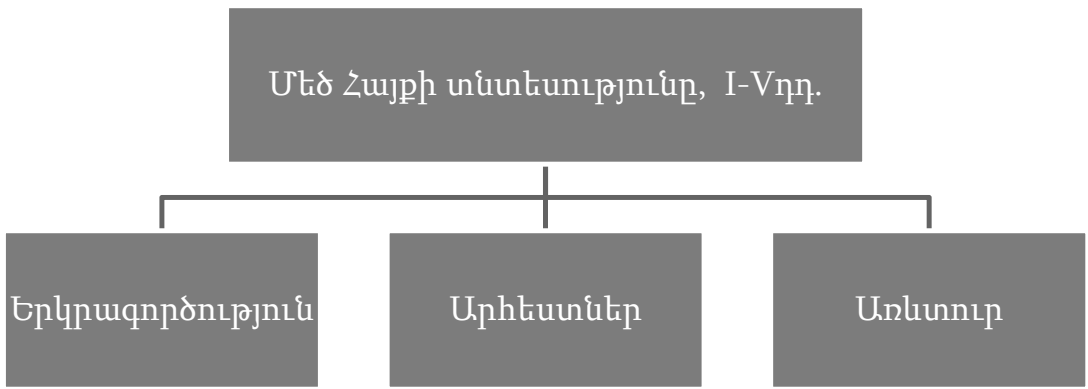 Մեծ Հայքի տնտեսությունը, I-Vդդ.
Երկրագործություն
Արհեստներ
Առևտուր